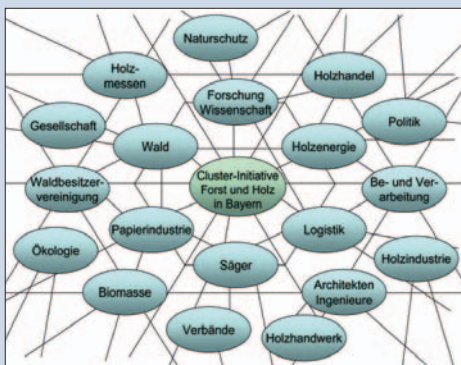 Naturschutz
Holz-
messen
Forschung
Wissenschaft
Holzhandel
Gesellschaft
Politik
Wald
Holzenergie
Waldbesitzer-
vereinigung
Cluster-Initiative
Forst und Holz
in Bayern
Be- und Ver-
arbeitung
Papierindustrie
Logistik
Ökologie
Säger
Holzindustrie
Biomasse
Architekten
Ingenieure
Verbände
Holzhandwerk